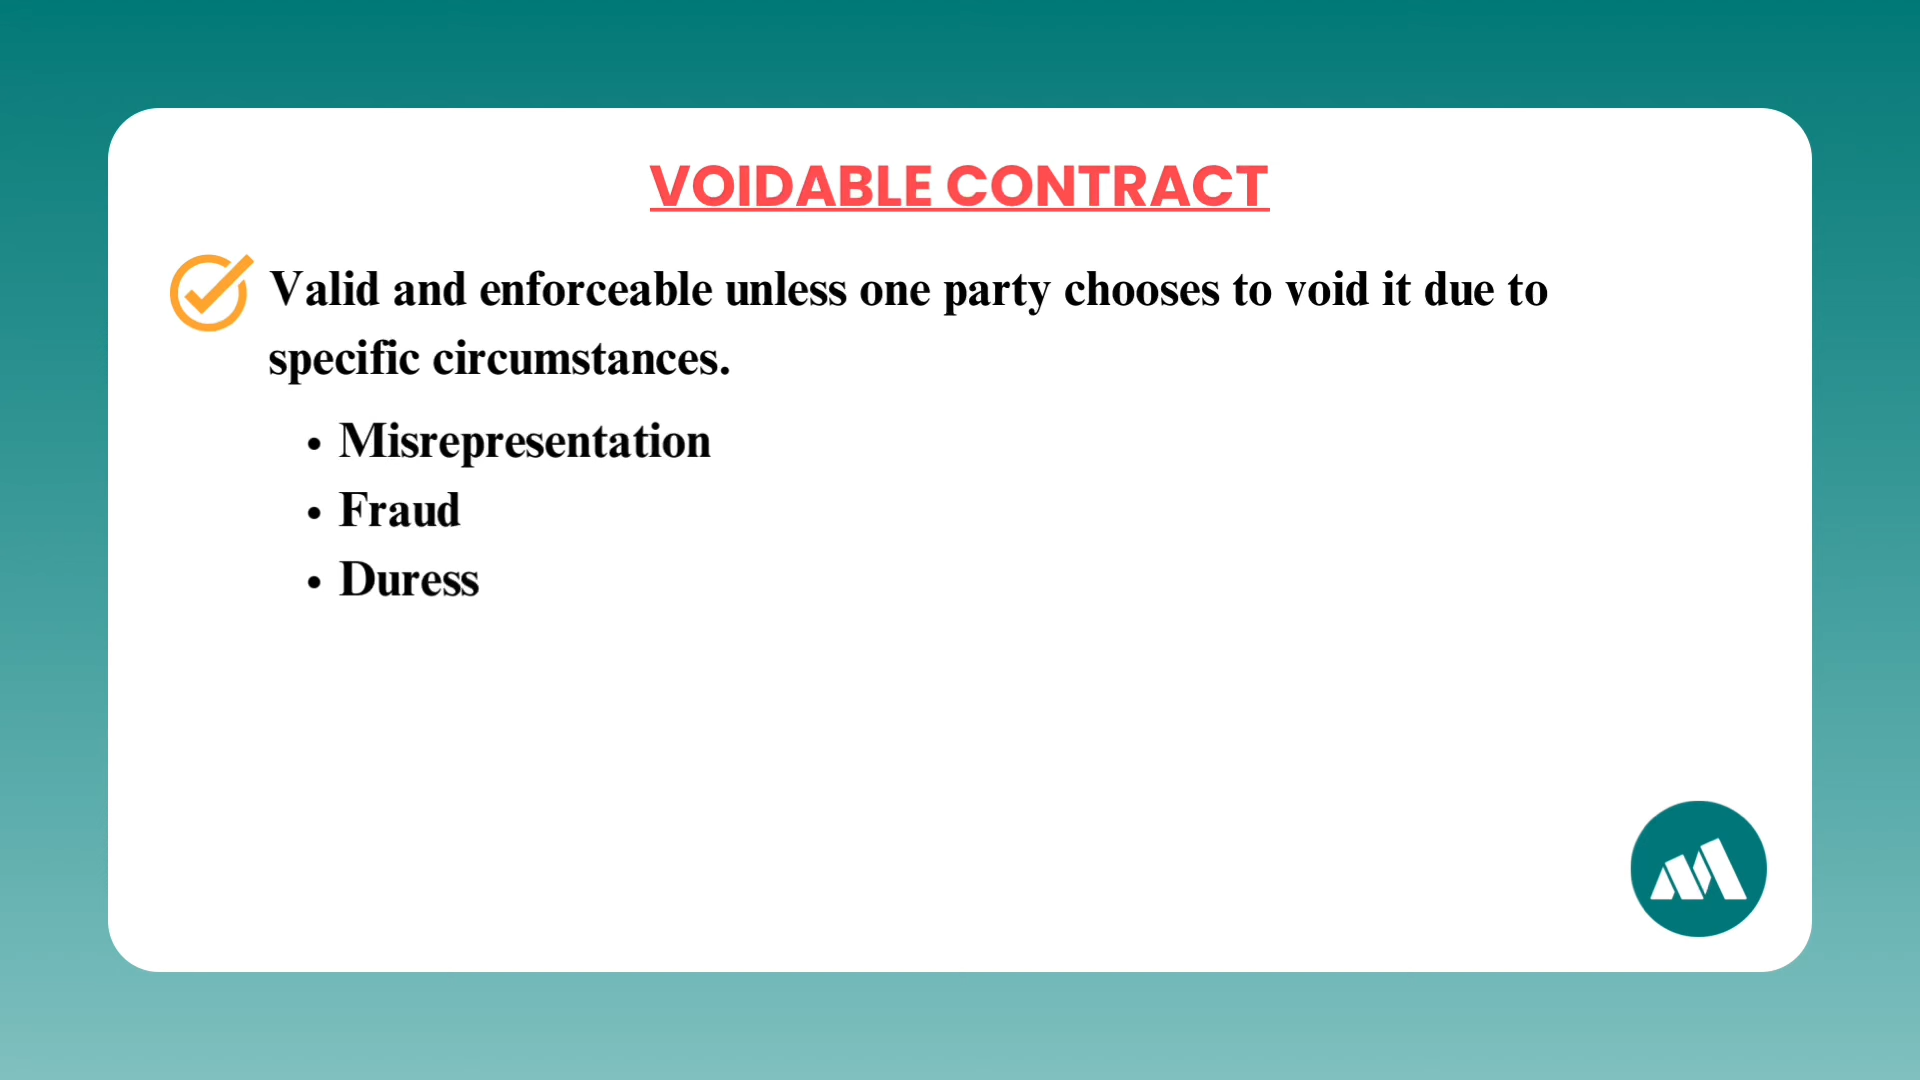 VOIDABLE CONTRACT
Valid and enforceable unless one party chooses to void it due to
specific circumstances.
• Misrepresentation
• Fraud
• Duress